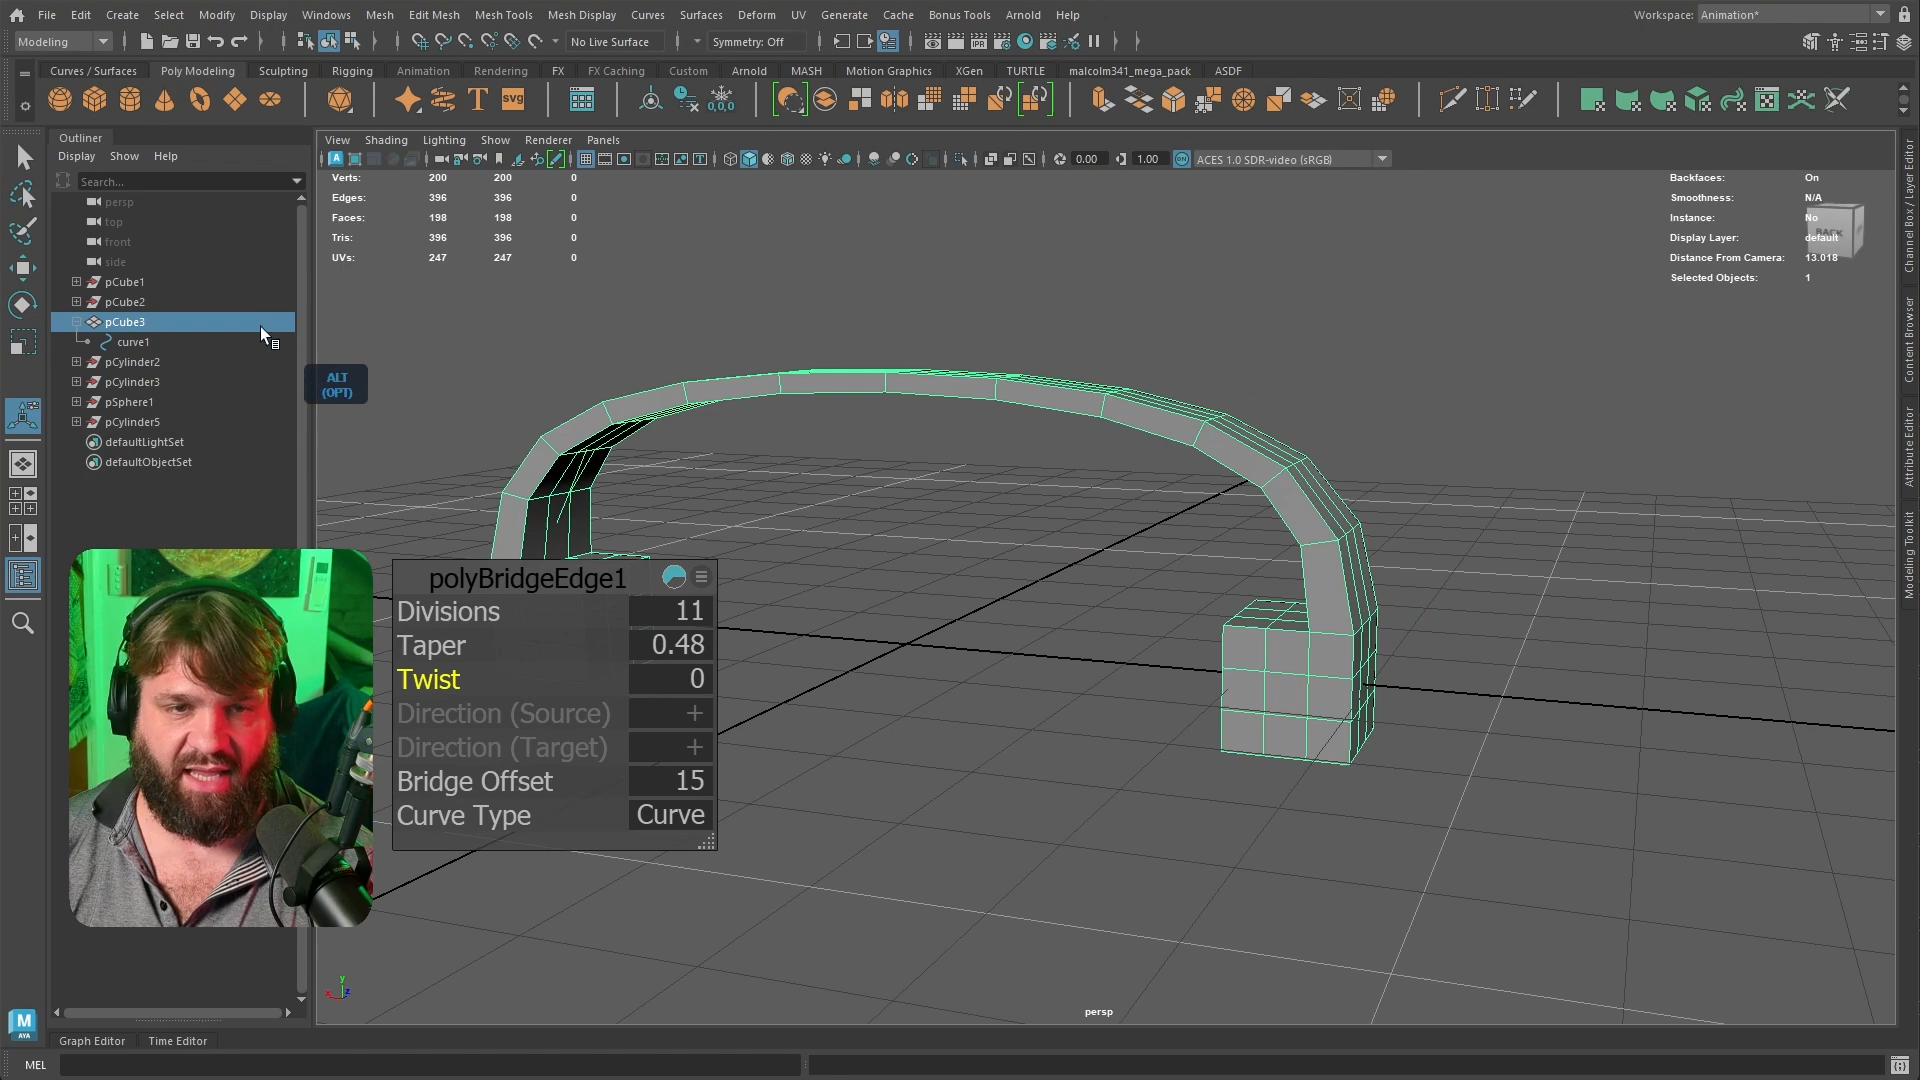 File Edit Create Select Modify Display Windows Mesh Edit Mesh Mesh Tools Mesh Display Curves Surfaces Deform UV Generate Cache Bonus Tools Arnold Help Workspace: Animation*
Modeling No Live Surface Symmetry: Off
Curves / Surfaces Poly Modeling Sculpting Rigging Animation Rendering FX FX Caching Custom Arnold MASH Motion Graphics XGen TURTLE malcolm341_mega_pack ASDF
Outliner
Display Show Help
Search...
persp
top
front
side
pCube1
pCube2
pCube3
curve1
pCylinder2
pCylinder3
pSphere1
pCylinder5
defaultLightSet
defaultObjectSet
View Shading Lighting Show Renderer Panels
0.00 1.00 ACES 1.0 SDR-video (sRGB)
Verts: 200 200 0
Edges: 396 396 0
Faces: 198 198 0
Tris: 396 396 0
UVs: 247 247 0
Backfaces: On
Smoothness: N/A
Instance: No
Display Layer: default
Distance From Camera: 13.018
Selected Objects: 1
BACK
ALT
(OPT)
polyBridgeEdge1
Divisions 11
Taper 0.48
Twist 0
Direction (Source) +
Direction (Target) +
Bridge Offset 15
Curve Type Curve
persp
Channel Box / Layer Editor
Content Browser
Attribute Editor
Modeling Toolkit
Graph Editor Time Editor
MEL